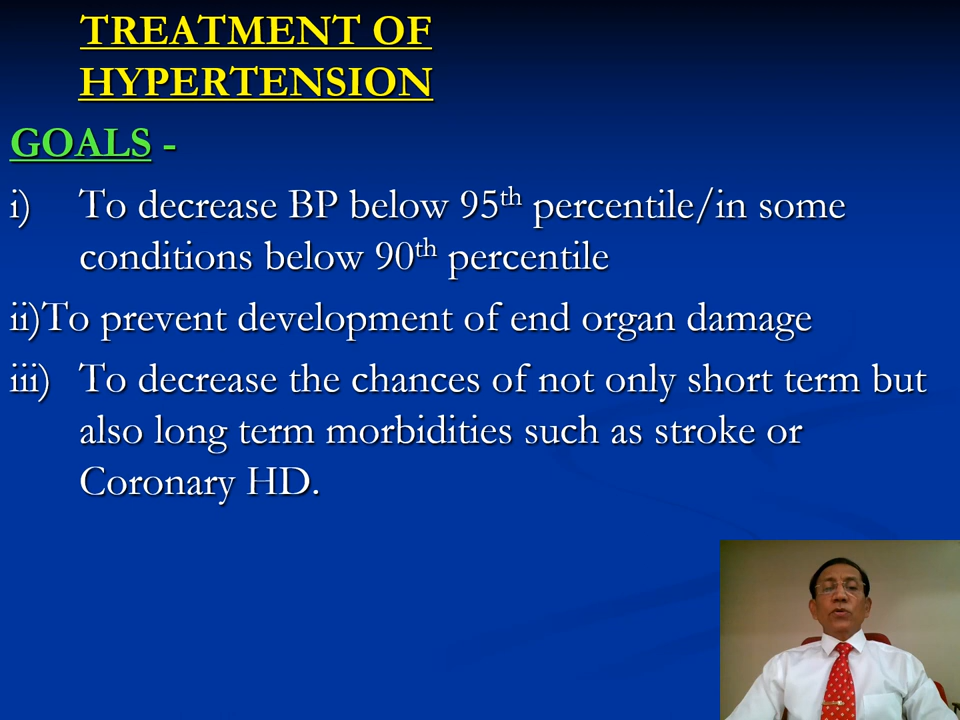 TREATMENT OF
HYPERTENSION
GOALS -
i) To decrease BP below 95th percentile/in some
conditions below 90th percentile
ii)To prevent development of end organ damage
iii) To decrease the chances of not only short term but
also long term morbidities such as stroke or
Coronary HD.